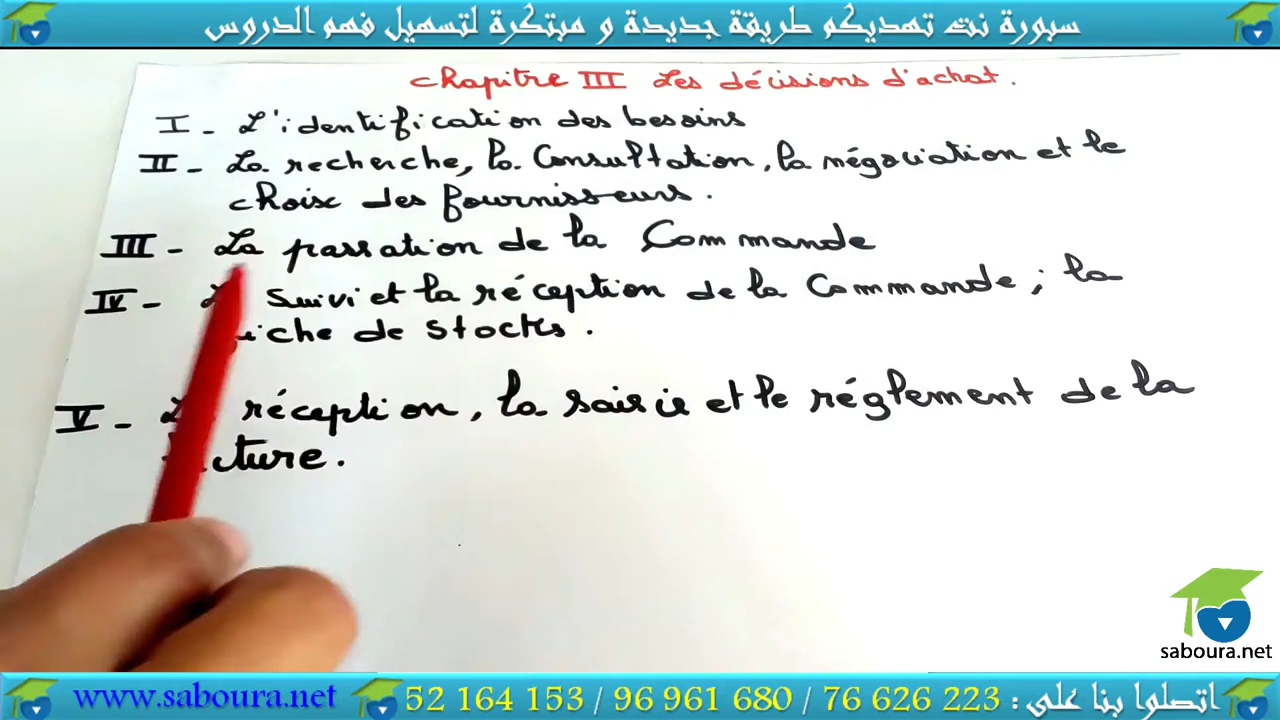 سبورة نت تهديكم طريقة جديدة و مبتكرة لتسهيل فهم الدروس
Chapitre III Les décisions d'achat.
I - L'identification des besoins
II - La recherche, la Consultation, la négociation et le
choix des fournisseurs.
III - La passation de la Commande
IV - suivi et la réception de la Commande ; la
de stocks.
V - réception, la saisie et le réglement de la
saboura.net
www.saboura.net 52 164 153 / 96 961 680 / 76 626 223 : اتصلوا بنا على